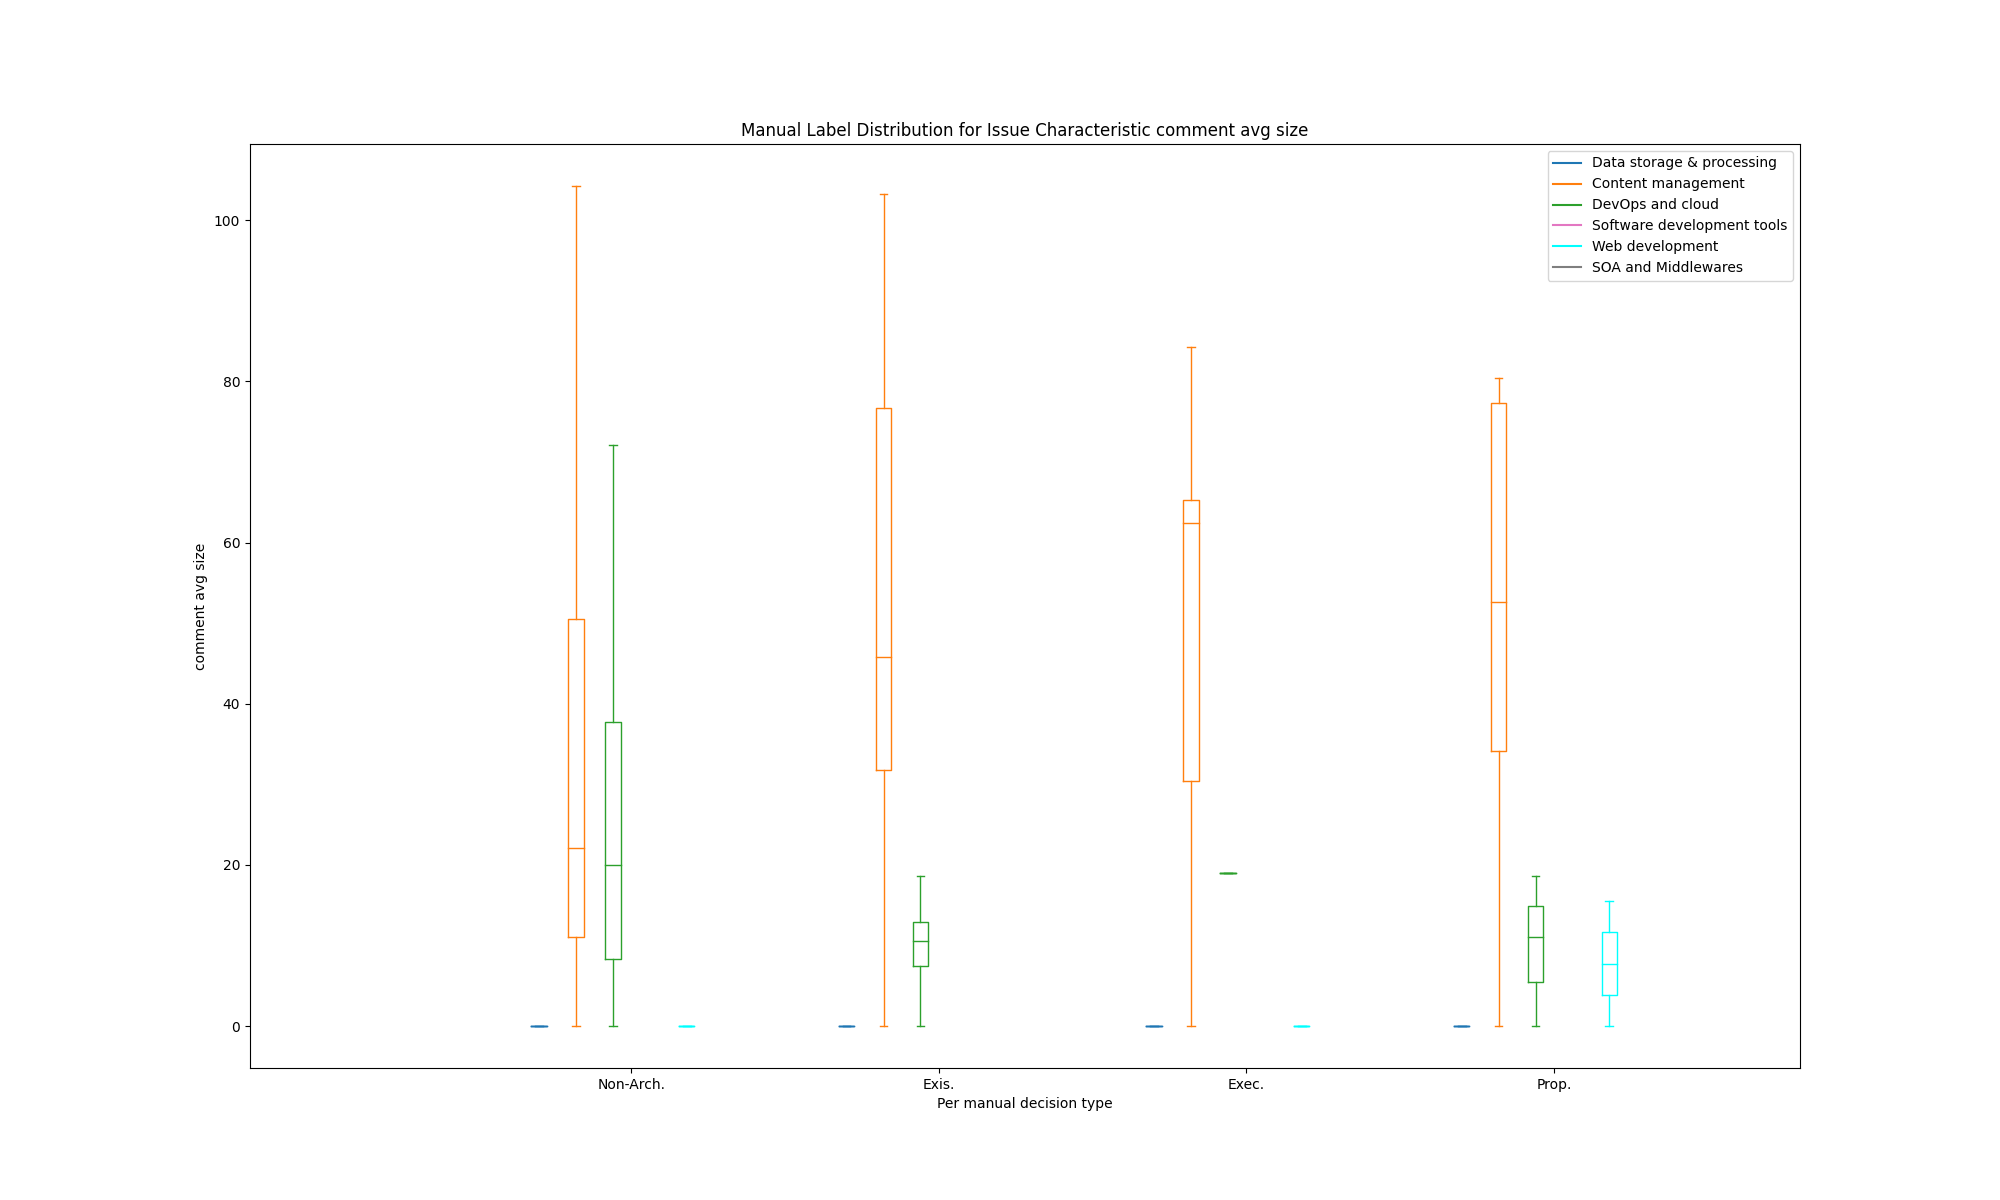 Manual Label Distribution for Issue Characteristic comment avg size
Data storage & processing
Content management
DevOps and cloud
Software development tools
Web development
SOA and Middlewares
100
80
60
40
20
0
comment avg size
Non-Arch.
Exis.
Exec.
Prop.
Per manual decision type